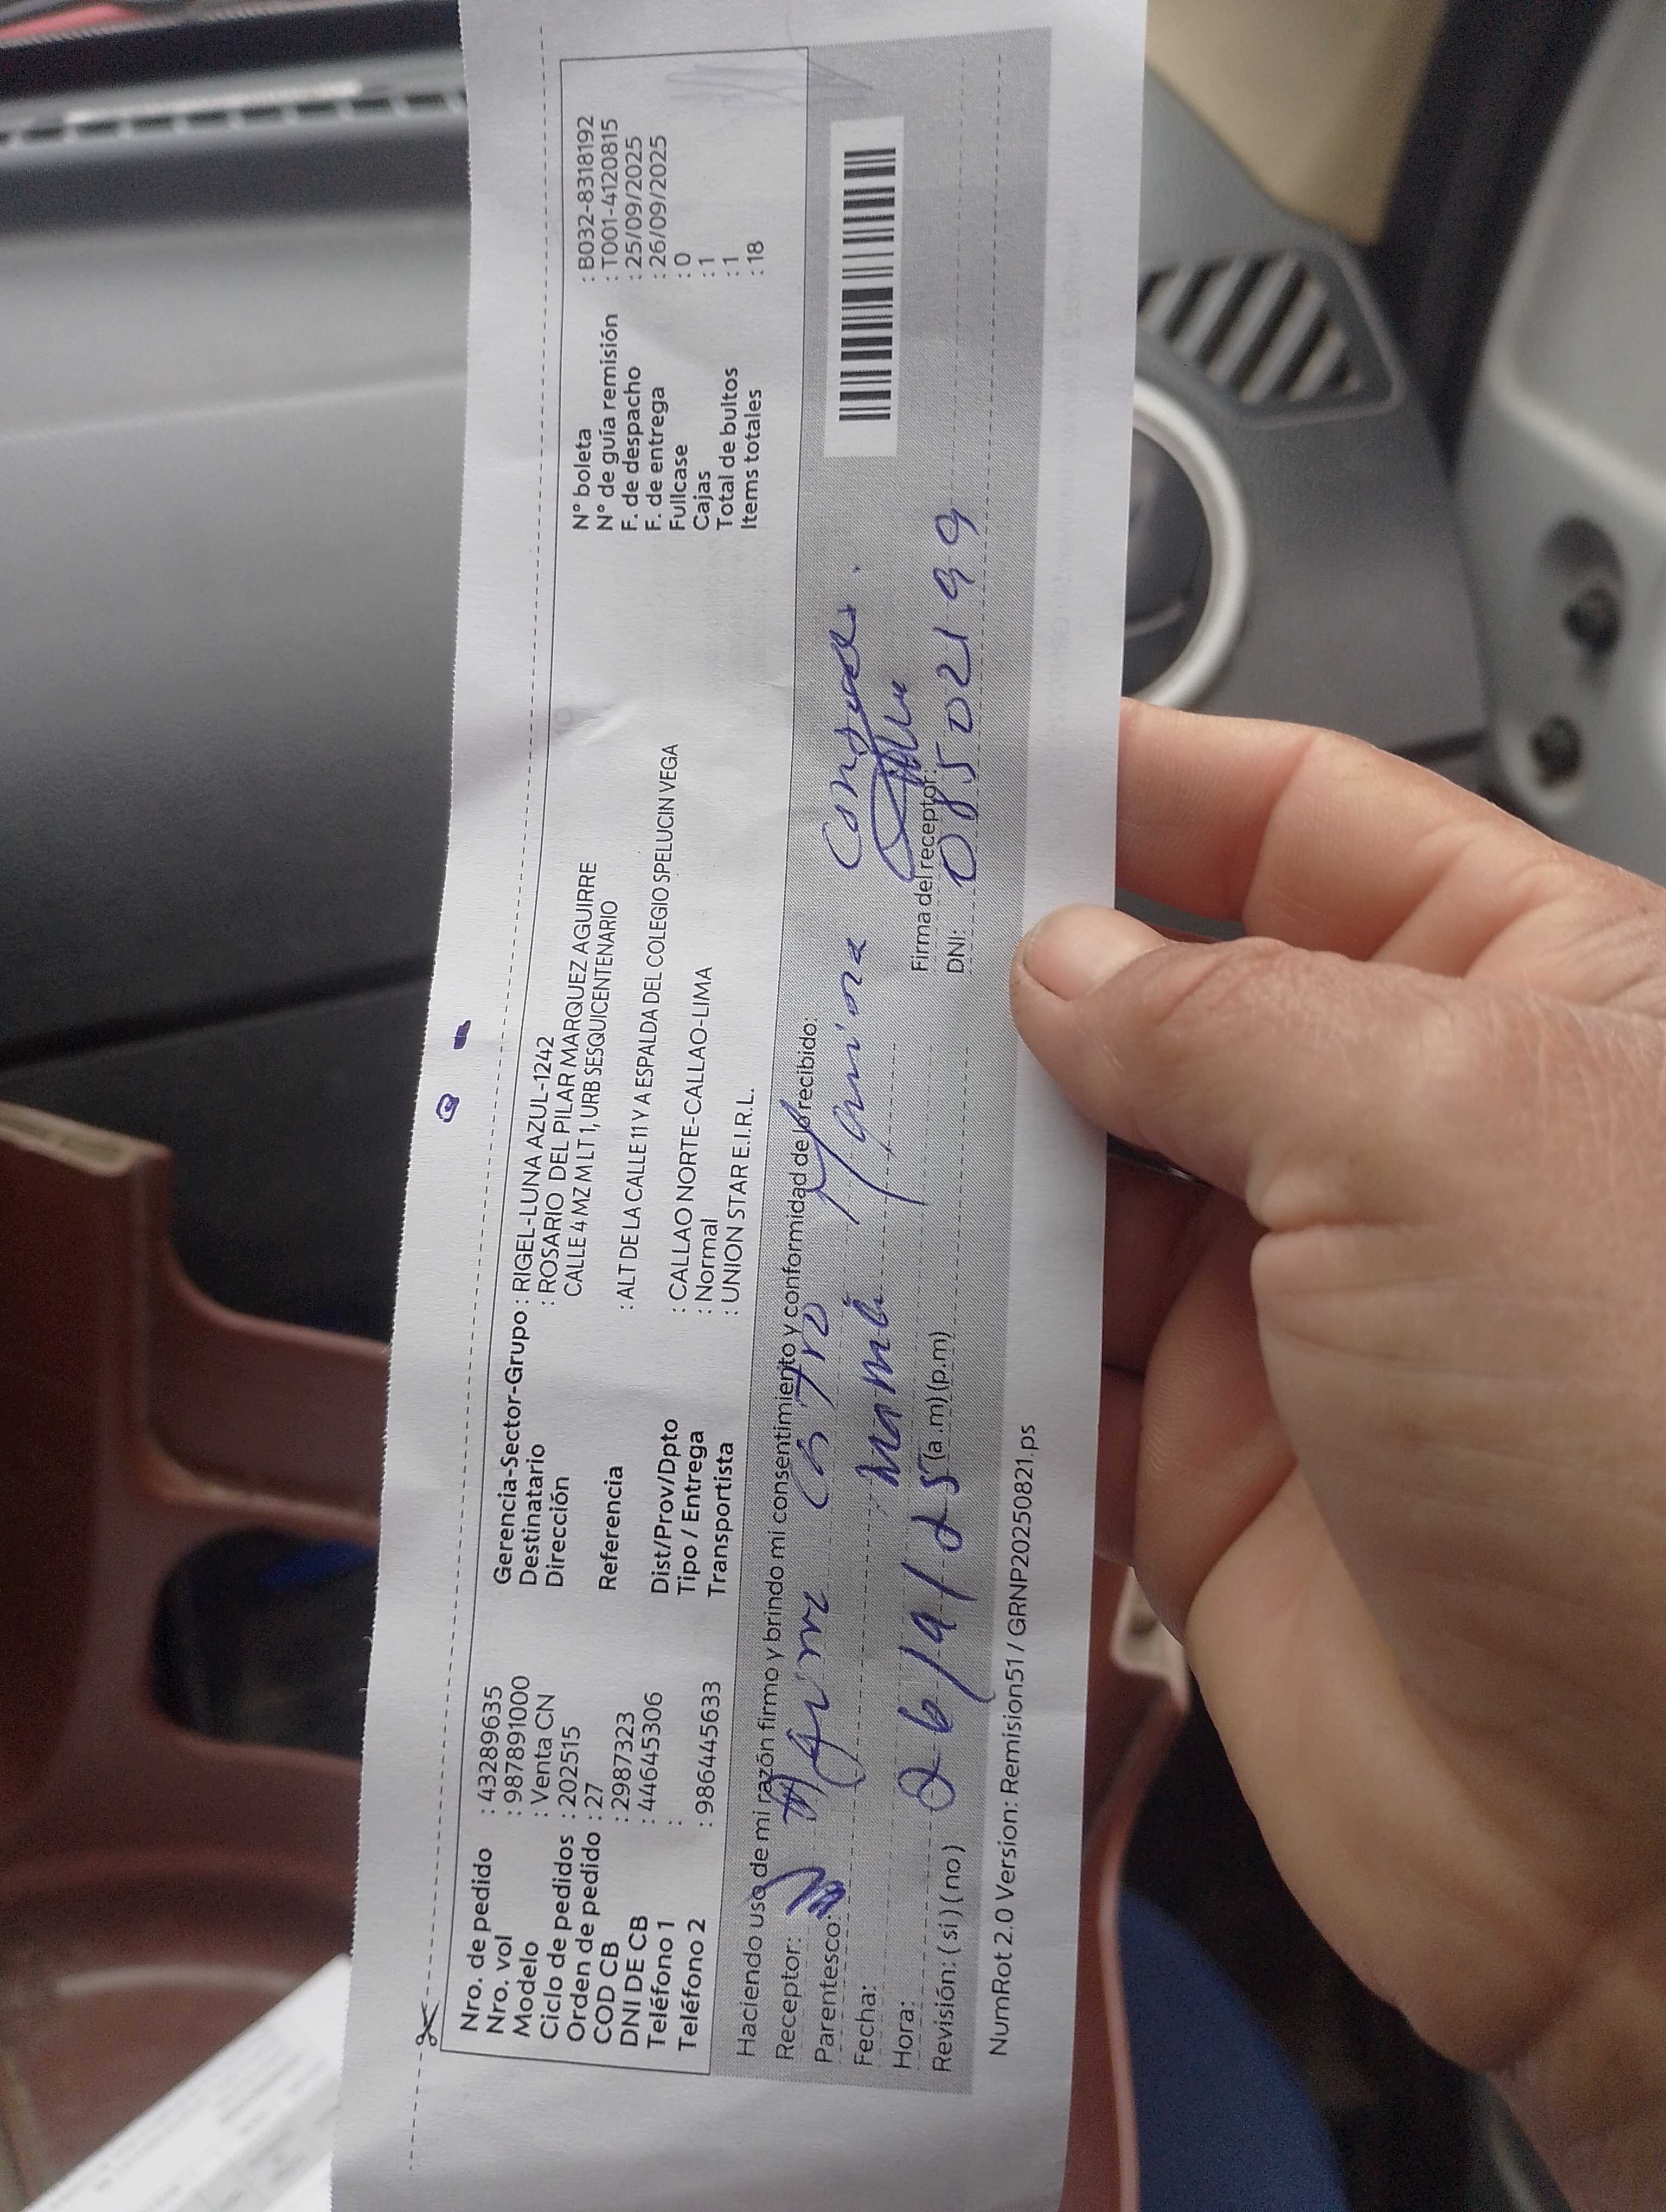 Nro. de pedido : 43289635
Nro. vol : 987891000
Modelo : Venta CN
Ciclo de pedidos : 202515
Orden de pedido : 27
COD CB : 2987323
DNI DE CB : 44645306
Teléfono 1 :
Teléfono 2 : 986445633
Gerencia-Sector-Grupo : RIGEL-LUNA AZUL-1242
Destinatario : ROSARIO DEL PILAR MARQUEZ AGUIRRE
Dirección CALLE 4 MZ M LT 1, URB SESQUICENTENARIO
Referencia : ALT DE LA CALLE 11 Y A ESPALDA DEL COLEGIO SPELUCIN VEGA
Dist/Prov/Dpto : CALLAO NORTE-CALLAO-LIMA
Tipo / Entrega : Normal
Transportista : UNION STAR E.I.R.L.
N° boleta : B032-8318192
N° de guía remisión : T001-4120815
F. de despacho : 25/09/2025
F. de entrega : 26/09/2025
Fullcase : 0
Cajas : 1
Total de bultos : 1
Items totales : 18
Haciendo uso de mi razón firmo y brindo mi consentimiento y conformidad de lo recibido:
Receptor:
Parentesco:
Fecha:
Hora: 26/9/25 (a.m) (p.m)
Revisión: ( si ) ( no )
Firma del receptor:
DNI: 08502199
NumRot 2.0 Version: Remision51 / GRNP20250821.ps